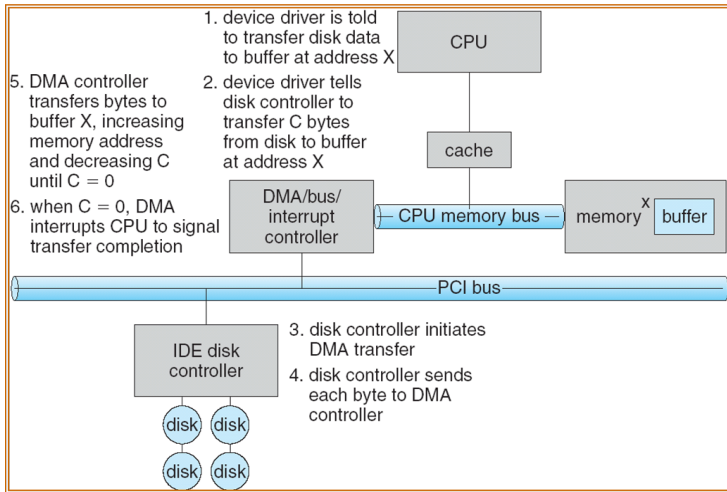 1. device driver is told
to transfer disk data
to buffer at address X
CPU
5. DMA controller
transfers bytes to
buffer X, increasing
memory address
and decreasing C
until C = 0
2. device driver tells
disk controller to
transfer C bytes
from disk to buffer
at address X
cache
6. when C = 0, DMA
interrupts CPU to signal
transfer completion
DMA/bus/
interrupt
controller
CPU memory bus
memory
x
buffer
PCI bus
IDE disk
controller
3. disk controller initiates
DMA transfer
4. disk controller sends
each byte to DMA
controller
disk disk
disk disk